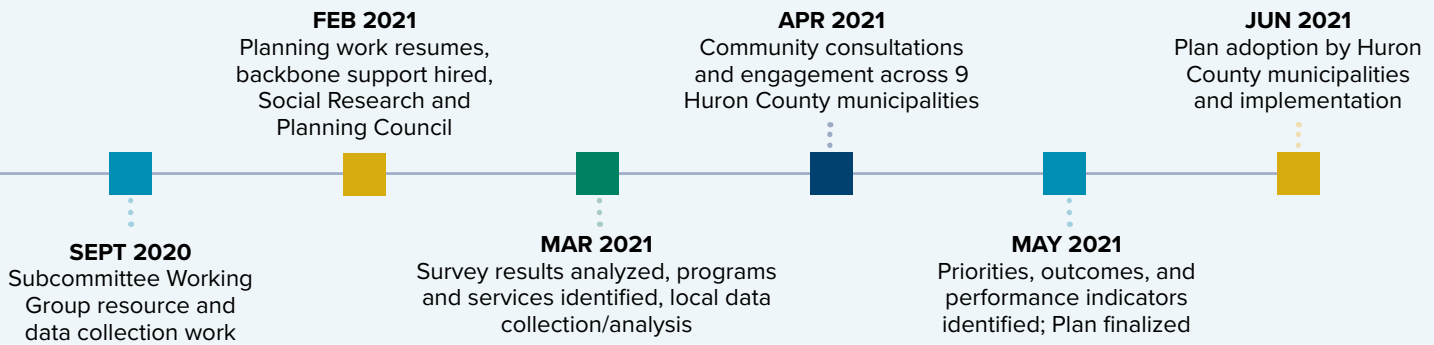 FEB 2021
Planning work resumes,
backbone support hired,
Social Research and
Planning Council
APR 2021
Community consultations
and engagement across 9
Huron County municipalities
JUN 2021
Plan adoption by Huron
County municipalities
and implementation
SEPT 2020
Subcommittee Working
Group resource and
data collection work
MAR 2021
Survey results analyzed, programs
and services identified, local data
collection/analysis
MAY 2021
Priorities, outcomes, and
performance indicators
identified; Plan finalized